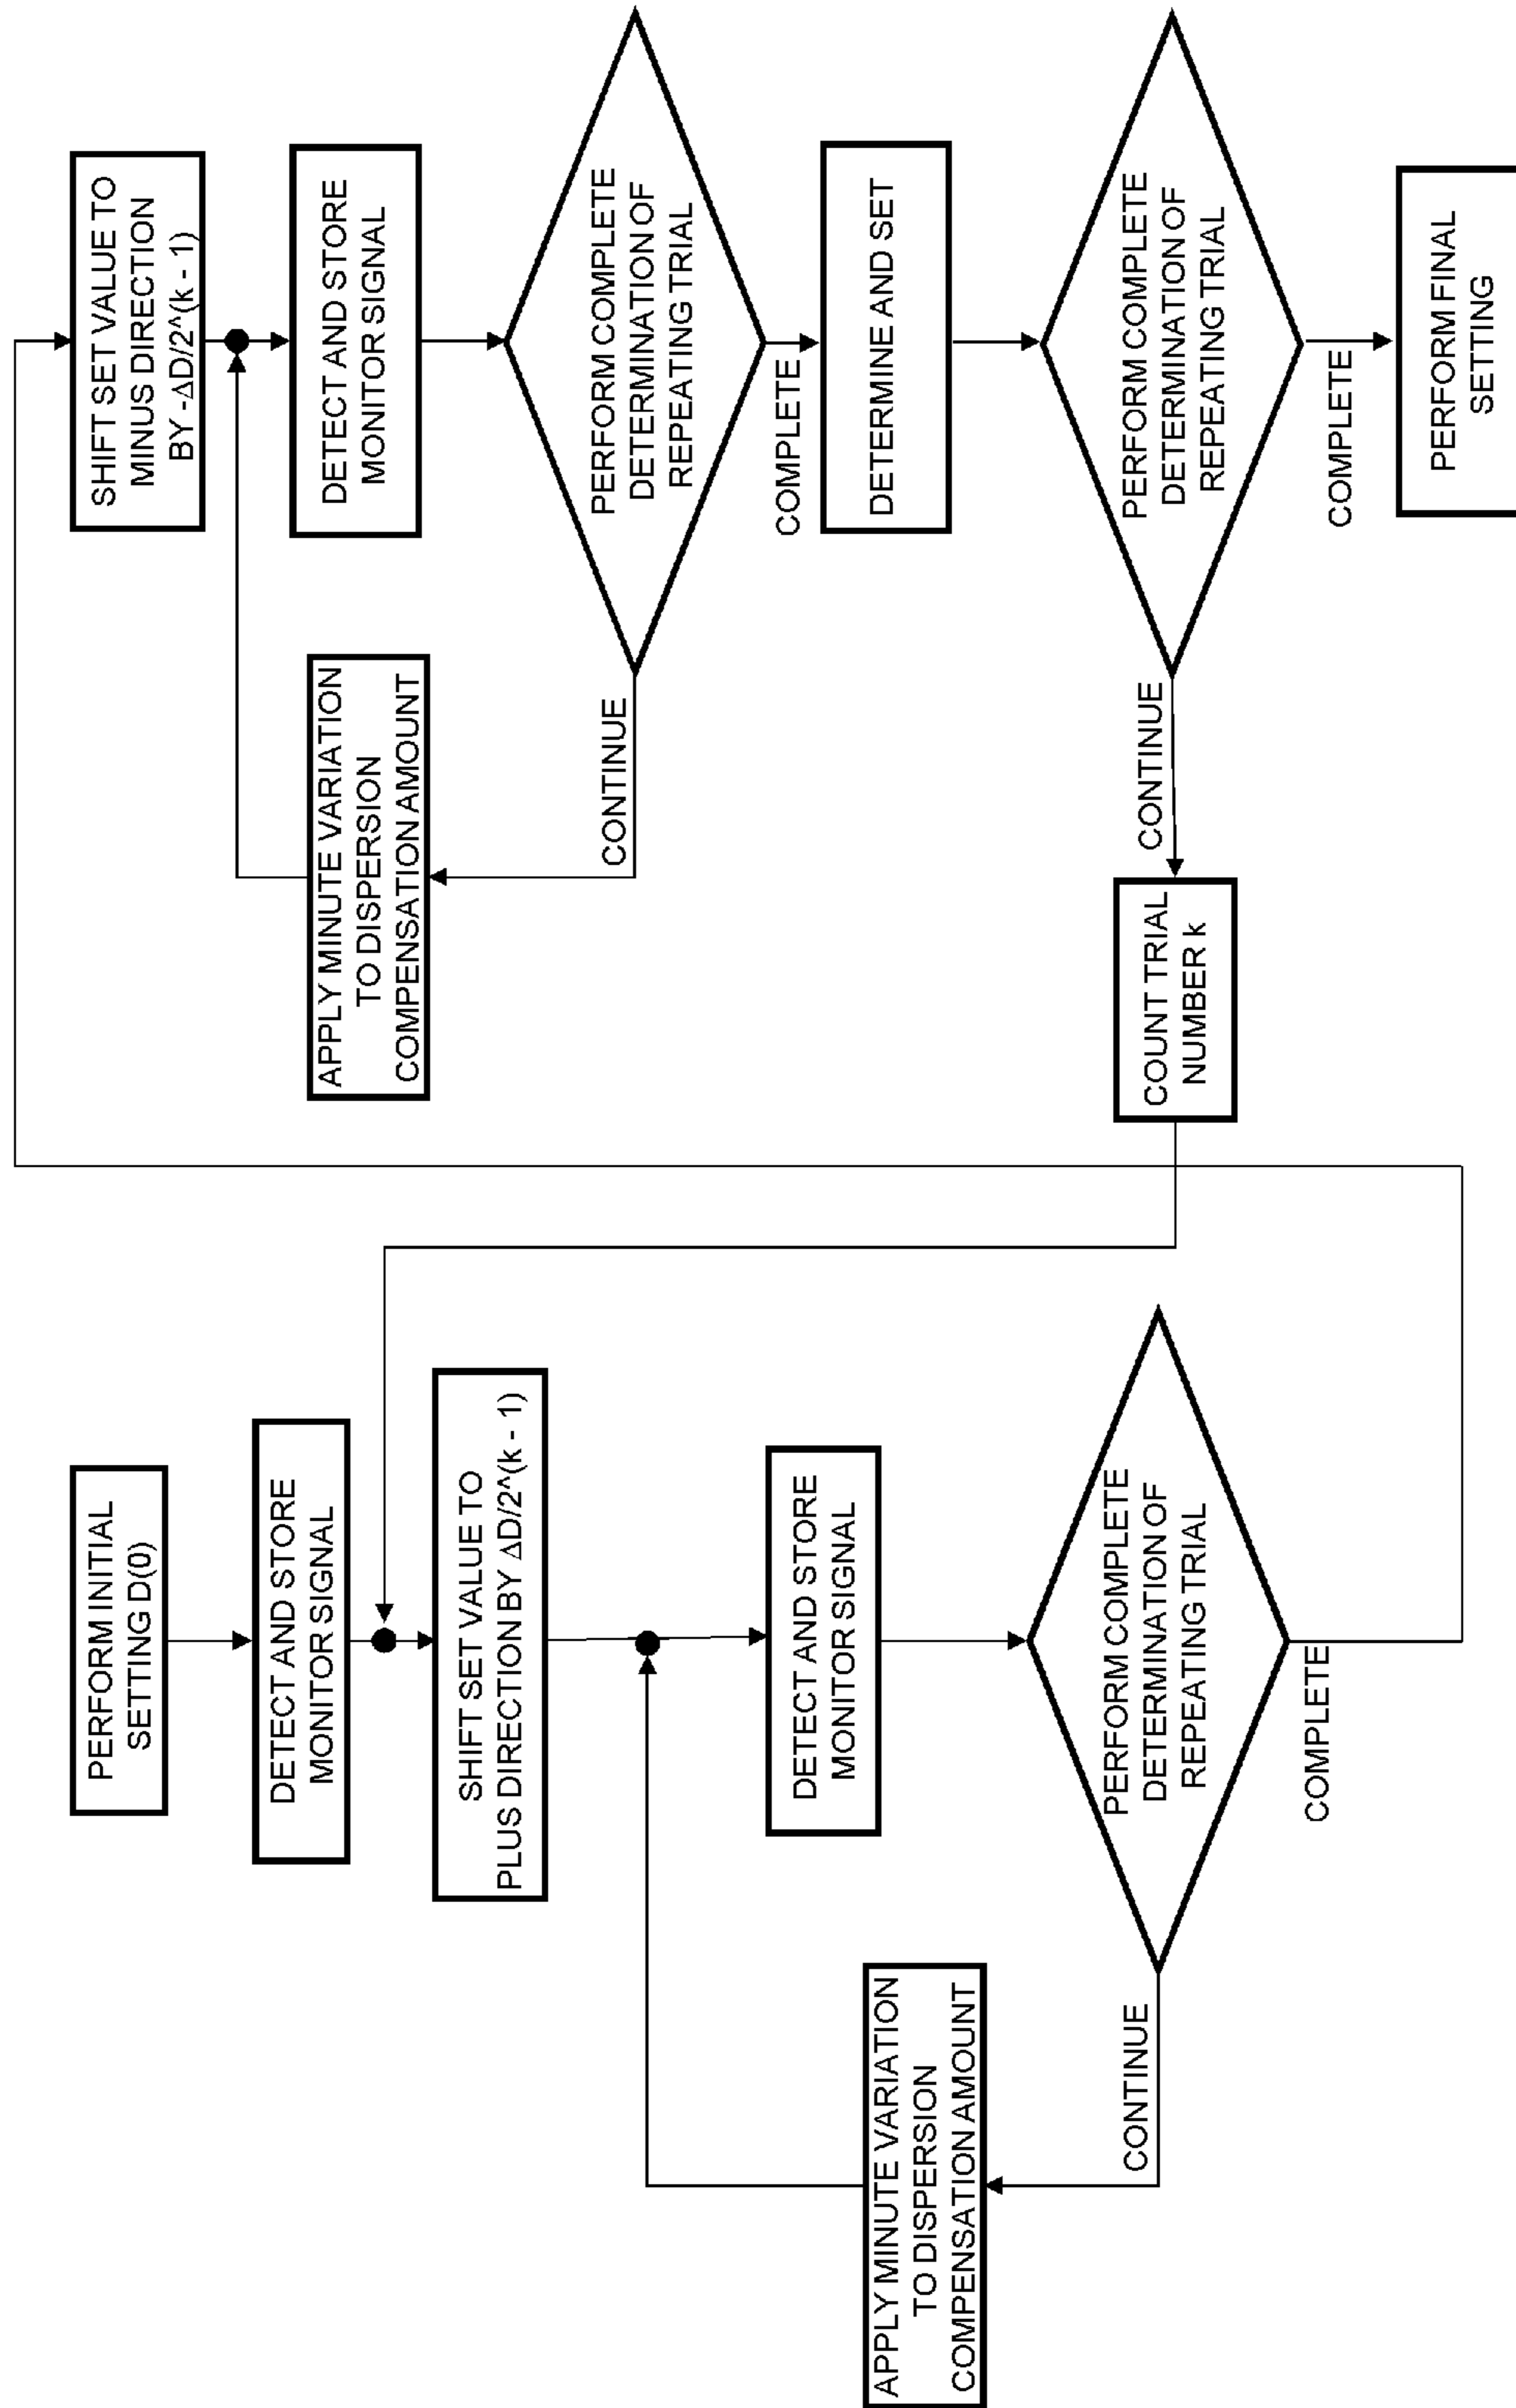 PERFORM INITIAL
SETTING D(0)
DETECT AND STORE
MONITOR SIGNAL
SHIFT SET VALUE TO
PLUS DIRECTION BY ΔD/2^(k - 1)
APPLY MINUTE VARIATION
TO DISPERSION
COMPENSATION AMOUNT
DETECT AND STORE
MONITOR SIGNAL
PERFORM COMPLETE
DETERMINATION OF
REPEATING TRIAL
CONTINUE
COMPLETE
SHIFT SET VALUE TO
MINUS DIRECTION
BY -ΔD/2^(k - 1)
DETECT AND STORE
MONITOR SIGNAL
APPLY MINUTE VARIATION
TO DISPERSION
COMPENSATION AMOUNT
PERFORM COMPLETE
DETERMINATION OF
REPEATING TRIAL
CONTINUE
COMPLETE
DETERMINE AND SET
PERFORM COMPLETE
DETERMINATION OF
REPEATING TRIAL
CONTINUE
COUNT TRIAL
NUMBER k
COMPLETE
PERFORM FINAL
SETTING